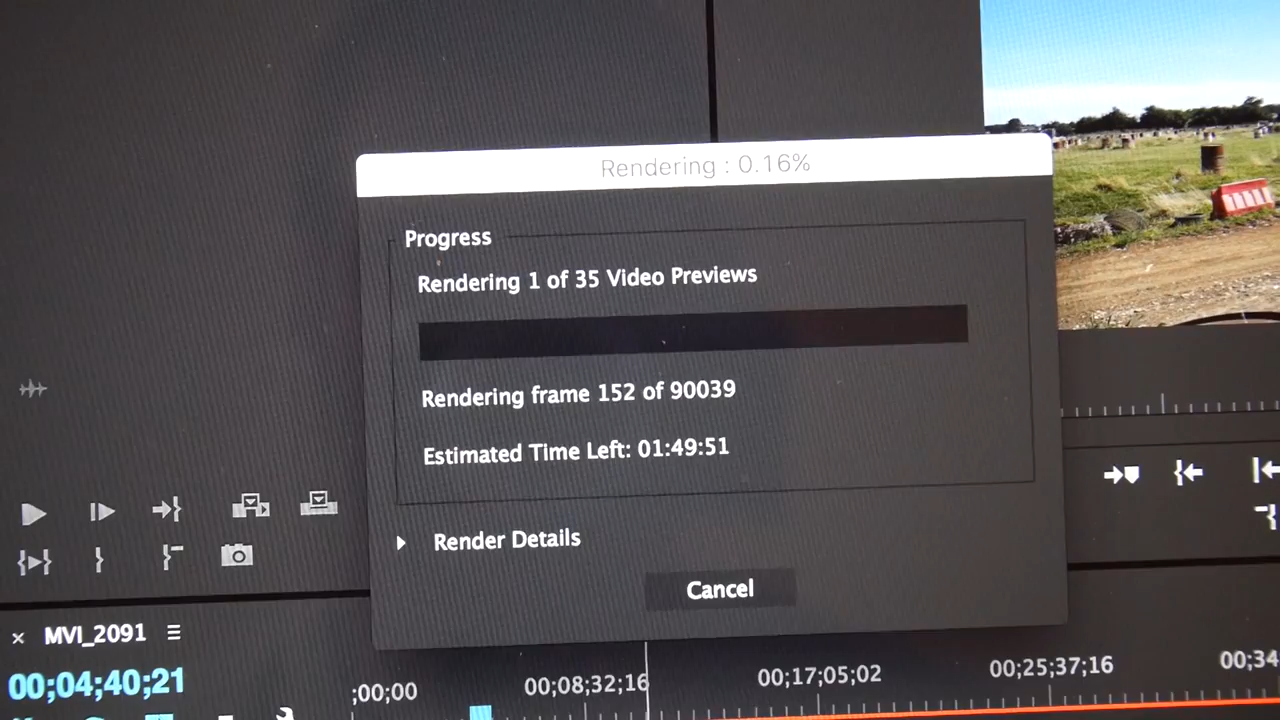 Rendering : 0.16%
Progress
Rendering 1 of 35 Video Previews
Rendering frame 152 of 90039
Estimated Time Left: 01:49:51
Render Details
Cancel
MVI_2091
00;04;40;21
;00;00
00;08;32;16
00;17;05;02
00;25;37;16
00;34